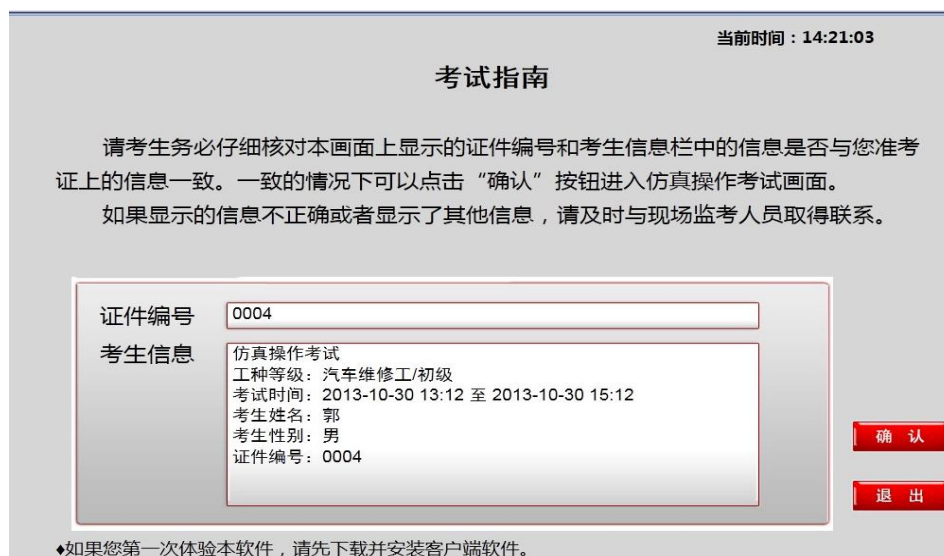 当前时间：14:21:03
考试指南
请考生务必仔细核对本画面上显示的证件编号和考生信息栏中的信息是否与您准考
证上的信息一致。一致的情况下可以点击“确认”按钮进入仿真操作考试画面。
如果显示的信息不正确或者显示了其他信息，请及时与现场监考人员取得联系。
证件编号 0004
考生信息
仿真操作考试
工种等级：汽车维修工/初级
考试时间：2013-10-30 13:12 至 2013-10-30 15:12
考生姓名：郭
考生性别：男
证件编号：0004
确 认
退 出
♦如果您第一次体验本软件，请先下载并安装客户端软件。